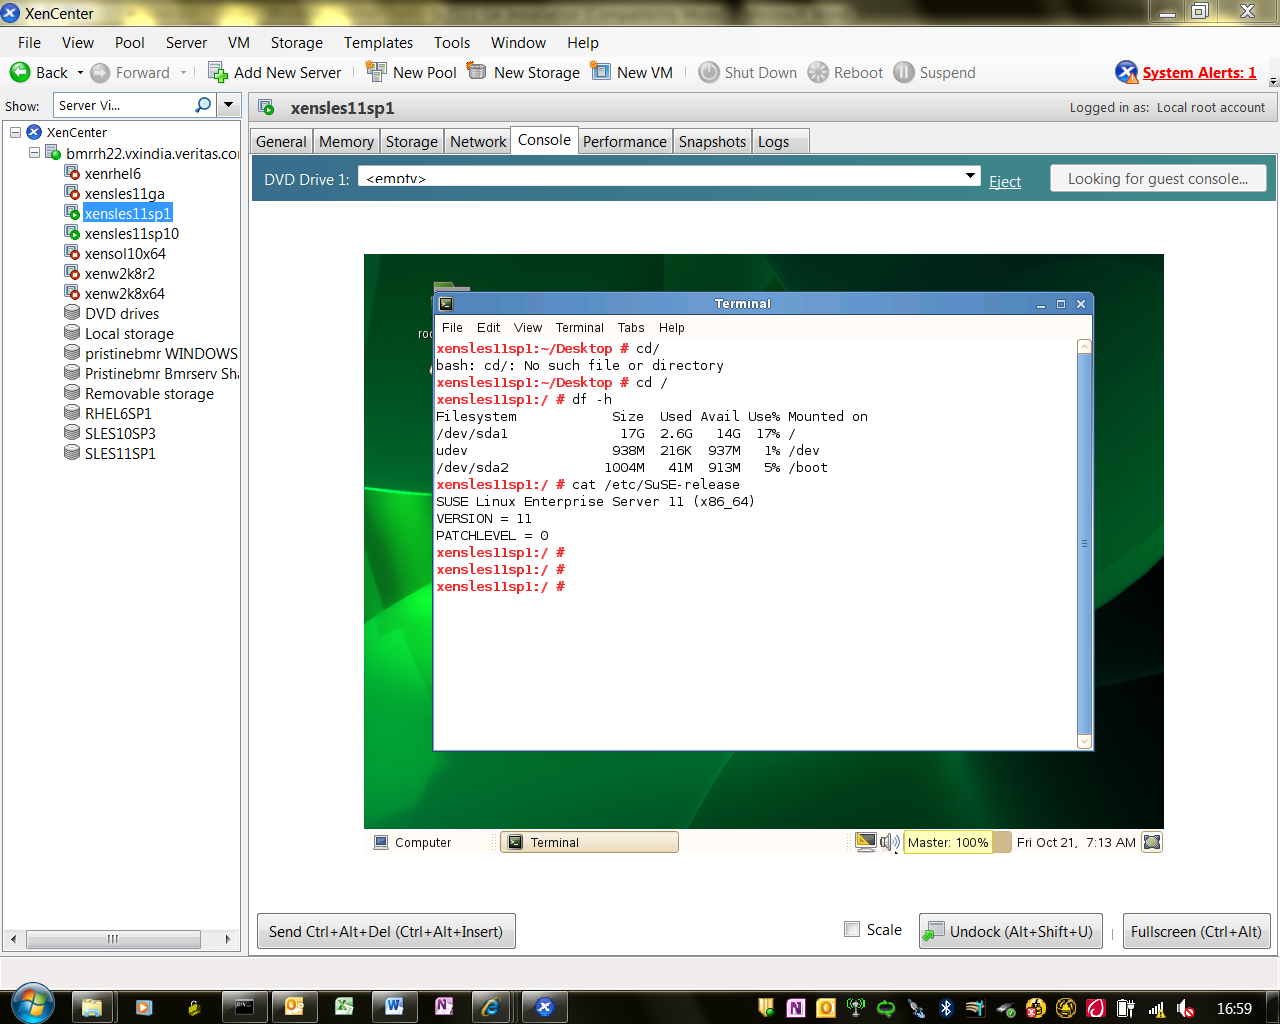 XenCenter
File View Pool Server VM Storage Templates Tools Window Help
Back Forward Add New Server New Pool New Storage New VM Shut Down Reboot Suspend System Alerts: 1
Show: Server Vi...
xensles11sp1 Logged in as: Local root account
XenCenter
bmrrh22.vxindia.veritas.co
xenrhel6
xensles11ga
xensles11sp1
xensles11sp10
xensol10x64
xenw2k8r2
xenw2k8x64
DVD drives
Local storage
pristinebmr WINDOWS
Pristinebmr Bmrserv Sha
Removable storage
RHEL6SP1
SLES10SP3
SLES11SP1
General Memory Storage Network Console Performance Snapshots Logs
DVD Drive 1: <empty> Eject Looking for guest console...
Terminal
File Edit View Terminal Tabs Help
xensles11sp1:~/Desktop # cd/
bash: cd/: No such file or directory
xensles11sp1:~/Desktop # cd /
xensles11sp1:/ # df -h
Filesystem Size Used Avail Use% Mounted on
/dev/sda1 17G 2.6G 14G 17% /
udev 938M 216K 937M 1% /dev
/dev/sda2 1004M 41M 913M 5% /boot
xensles11sp1:/ # cat /etc/SuSE-release
SUSE Linux Enterprise Server 11 (x86_64)
VERSION = 11
PATCHLEVEL = 0
xensles11sp1:/ #
xensles11sp1:/ #
xensles11sp1:/ #
Computer Terminal Master: 100% Fri Oct 21, 7:13 AM
Send Ctrl+Alt+Del (Ctrl+Alt+Insert) Scale Undock (Alt+Shift+U) Fullscreen (Ctrl+Alt)
16:59